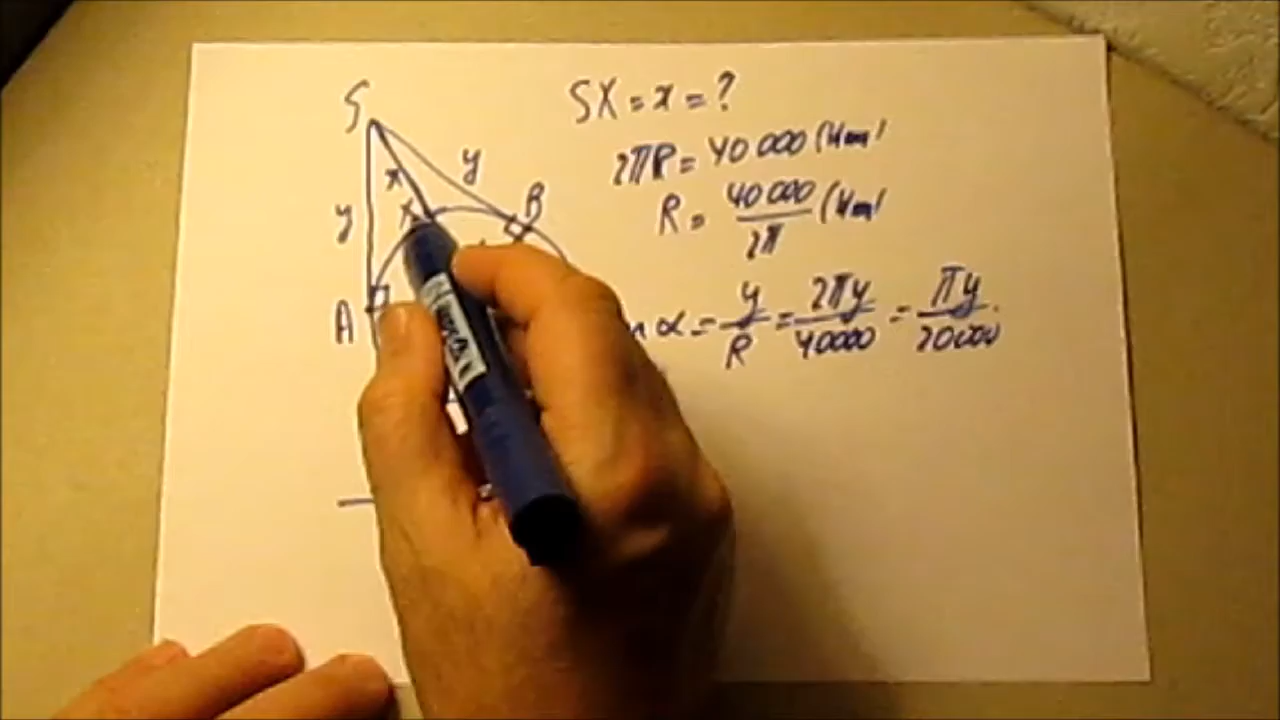 S
SX = x = ?
y
2πR = 40 000 (km)
x
B
y
X
R = 40 000 / 2π (km)
A
α = y / R = 2πy / 40000 = πy / 20000.